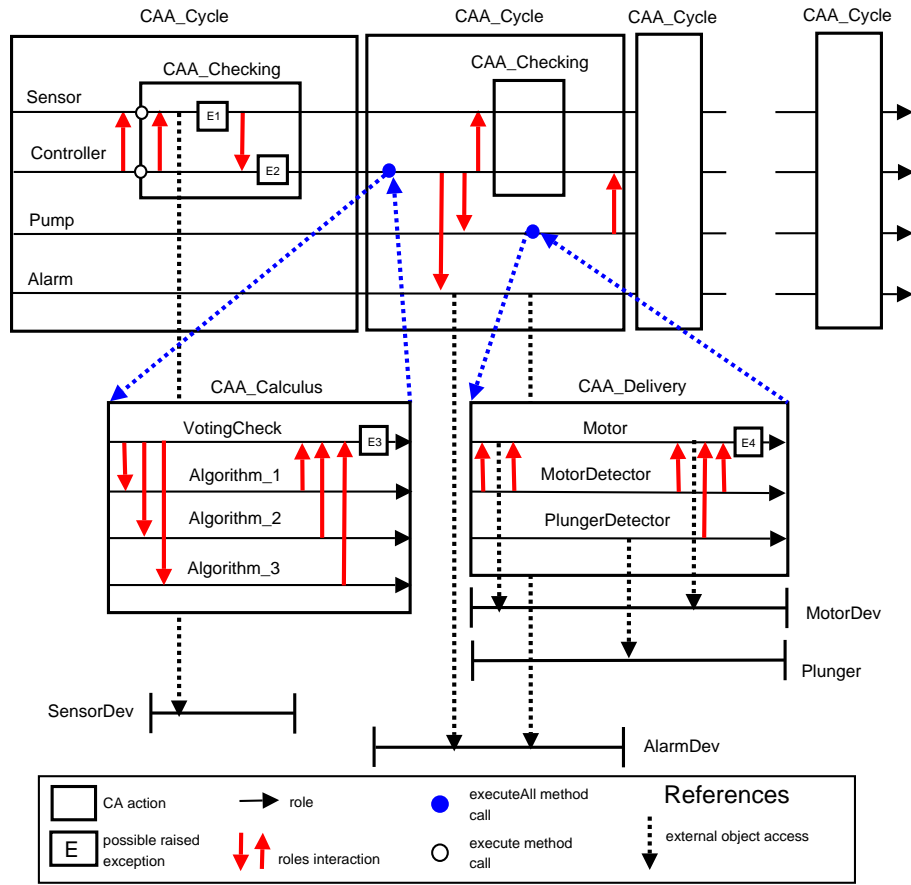 CAA_Cycle
CAA_Cycle
CAA_Cycle
CAA_Cycle
CAA_Checking
CAA_Checking
Sensor
E1
Controller
E2
Pump
Alarm
CAA_Calculus
CAA_Delivery
VotingCheck
E3
Motor
E4
Algorithm_1
MotorDetector
Algorithm_2
PlungerDetector
Algorithm_3
MotorDev
Plunger
SensorDev
AlarmDev
CA action
role
executeAll method
call
References
E
possible raised
exception
roles interaction
execute method
call
external object access